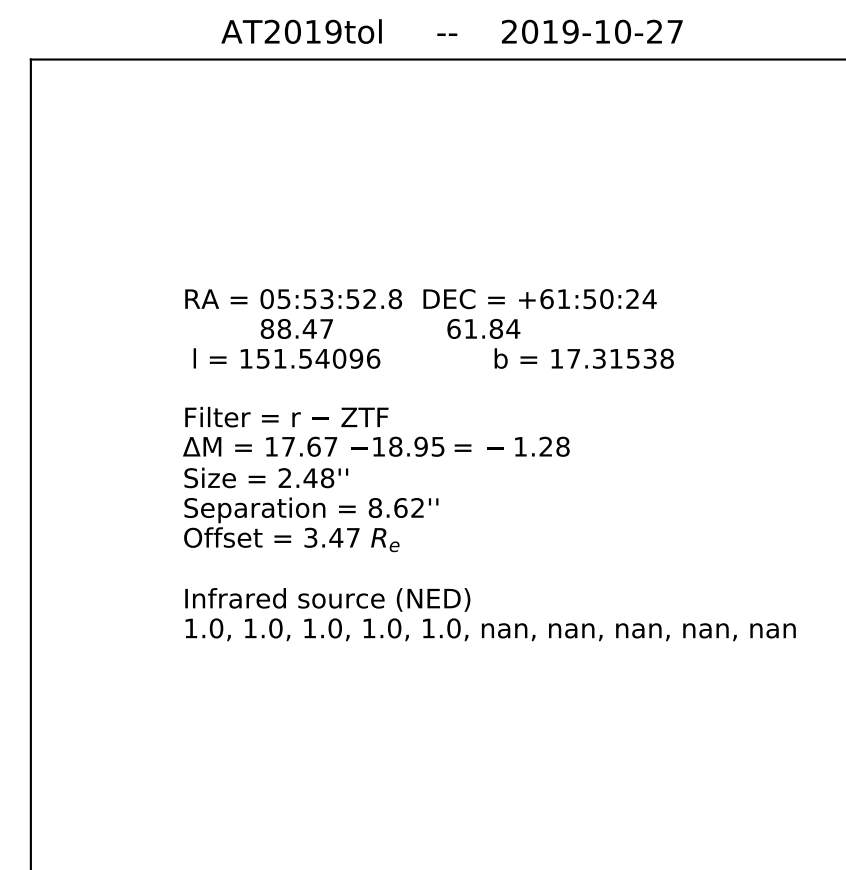 AT2019tol -- 2019-10-27
RA = 05:53:52.8 DEC = +61:50:24
88.47 61.84
l = 151.54096 b = 17.31538
Filter = r − ZTF
ΔM = 17.67 −18.95 = − 1.28
Size = 2.48''
Separation = 8.62''
Offset = 3.47 Rₑ
Infrared source (NED)
1.0, 1.0, 1.0, 1.0, 1.0, nan, nan, nan, nan, nan